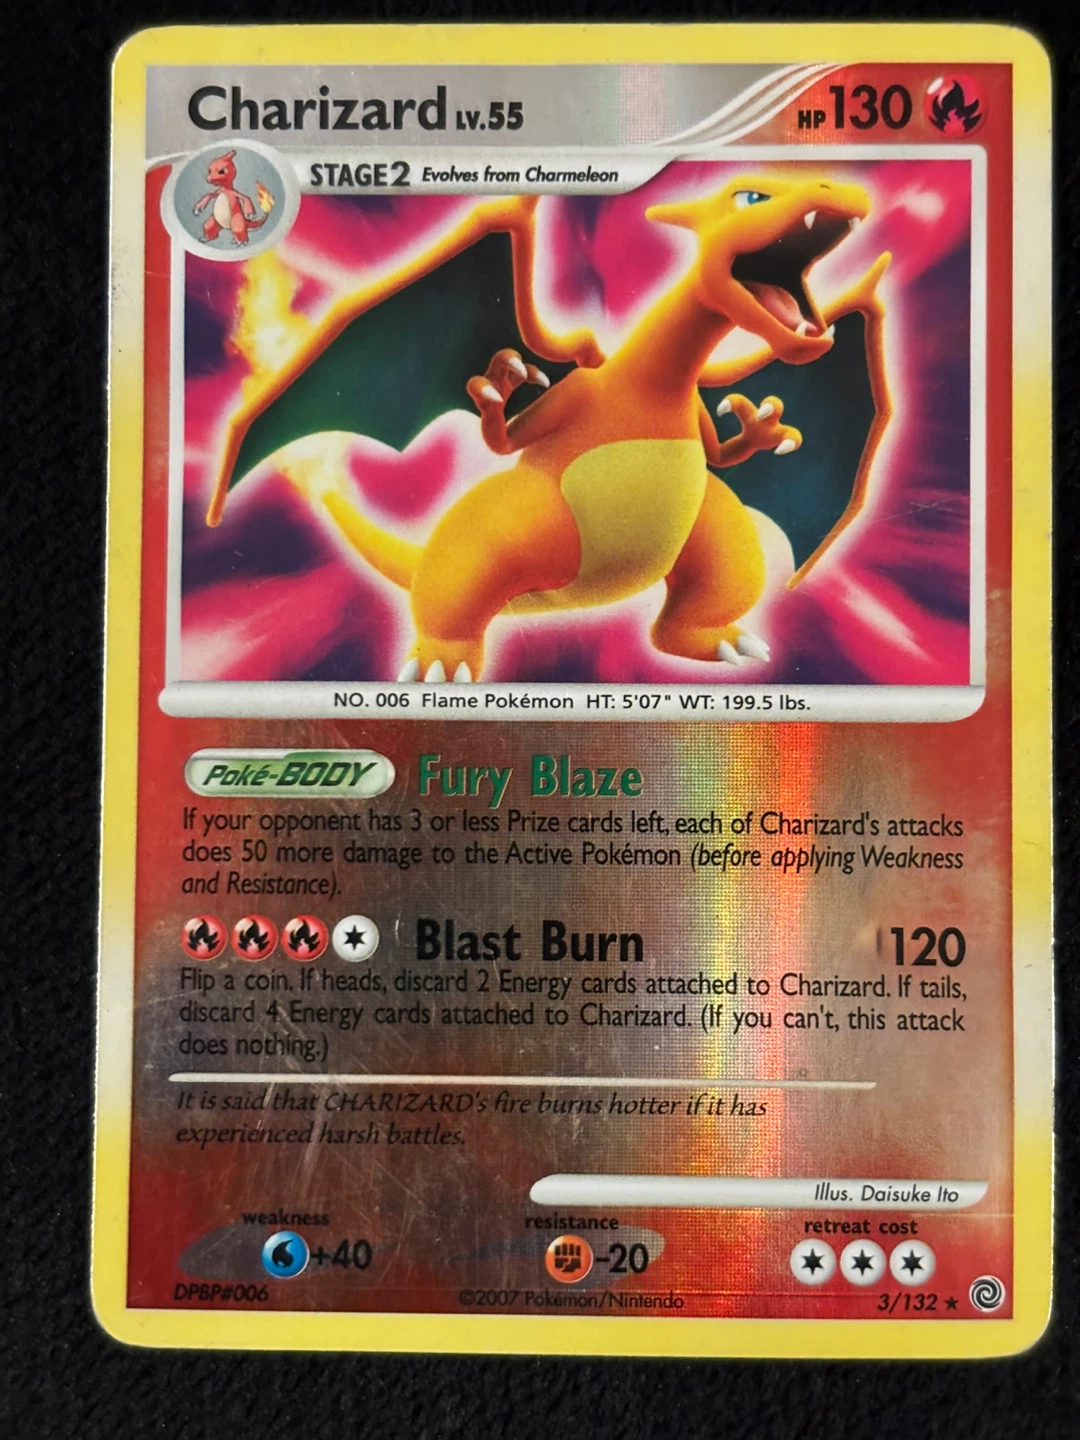 Charizard LV.55 HP 130
STAGE 2 Evolves from Charmeleon
NO. 006 Flame Pokémon HT: 5'07" WT: 199.5 lbs.
Poké-BODY Fury Blaze
If your opponent has 3 or less Prize cards left, each of Charizard's attacks
does 50 more damage to the Active Pokémon (before applying Weakness
and Resistance).
Blast Burn 120
Flip a coin. If heads, discard 2 Energy cards attached to Charizard. If tails,
discard 4 Energy cards attached to Charizard. (If you can't, this attack
does nothing.)
It is said that CHARIZARD's fire burns hotter if it has
experienced harsh battles.
Illus. Daisuke Ito
weakness resistance retreat cost
+40 -20
DPBP#006 ©2007 Pokémon/Nintendo 3/132 ★